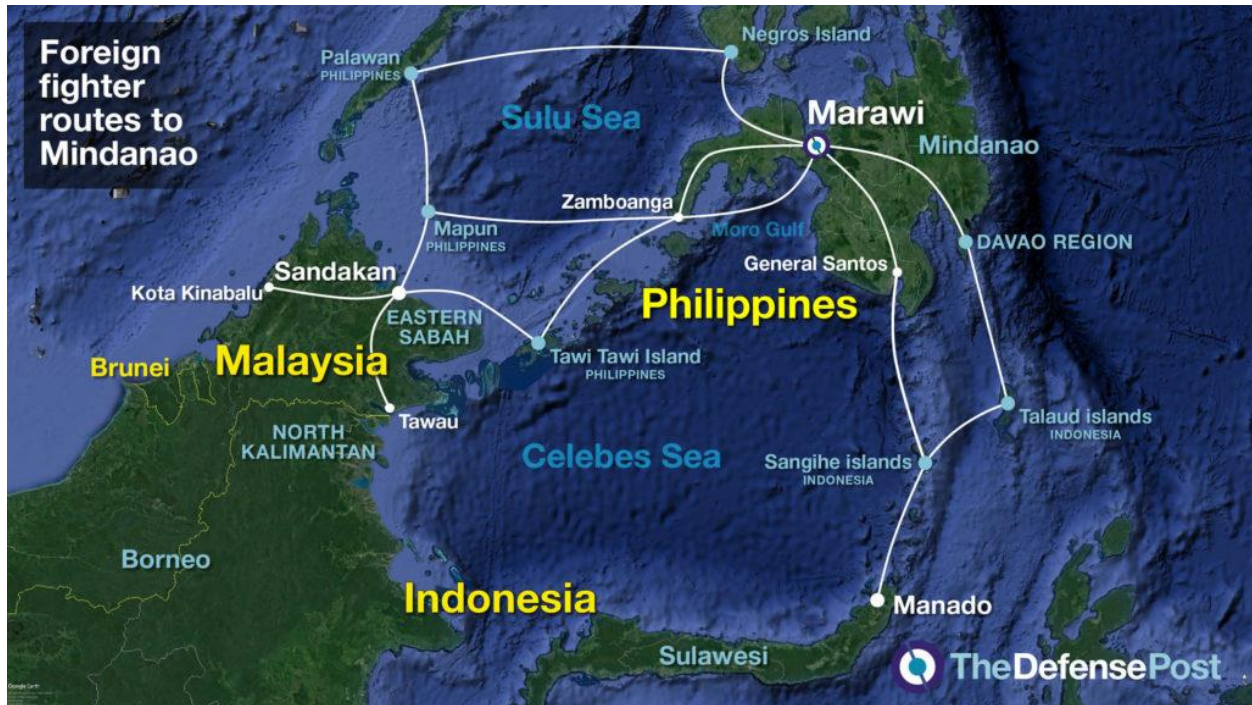 Foreign
fighter
routes to
Mindanao
Palawan
PHILIPPINES
Negros Island
Sulu Sea
Marawi
Mindanao
Zamboanga
Mapun
PHILIPPINES
Moro Gulf
DAVAO REGION
General Santos
Sandakan
Kota Kinabalu
EASTERN
SABAH
Philippines
Brunei
Malaysia
Tawi Tawi Island
PHILIPPINES
Tawau
Talaud islands
INDONESIA
NORTH
KALIMANTAN
Celebes Sea
Sangihe islands
INDONESIA
Borneo
Indonesia
Manado
Sulawesi
TheDefensePost
Google Earth